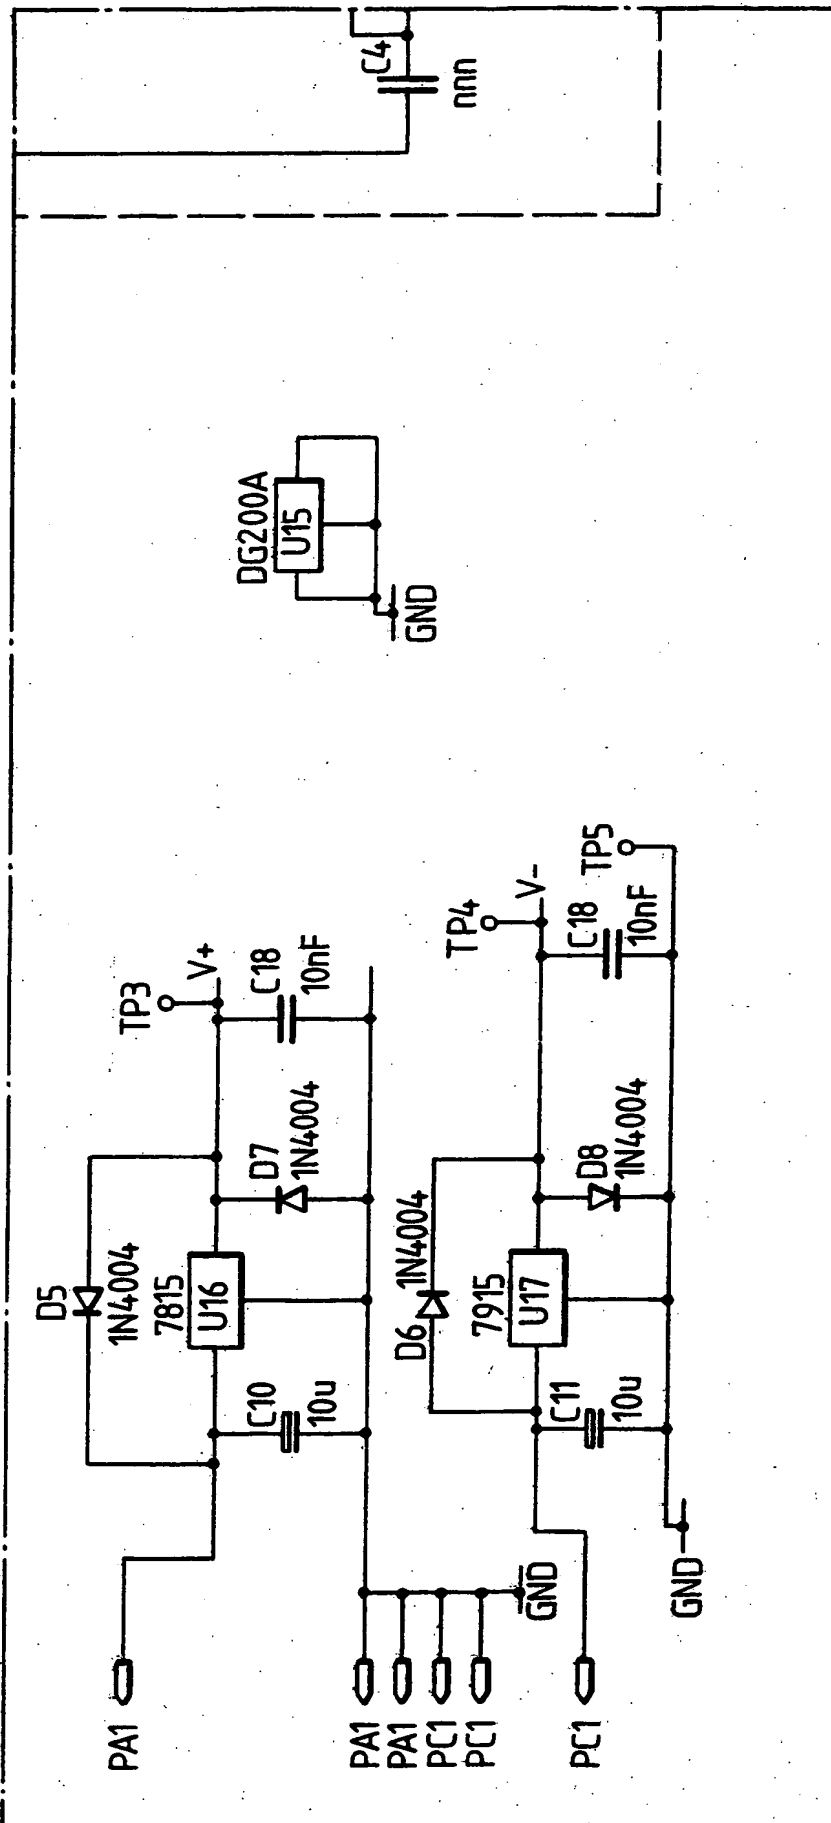 C4
nnn
DG200A
U15
GND
D5
1N4004
7815
U16
C10
10u
D7
1N4004
TP3
V+
C18
10nF
PA1
PA1
PA1
PC1
PC1
GND
D6
1N4004
7915
U17
C11
10u
D8
1N4004
TP4
V-
C18
10nF
TP5
PC1
GND